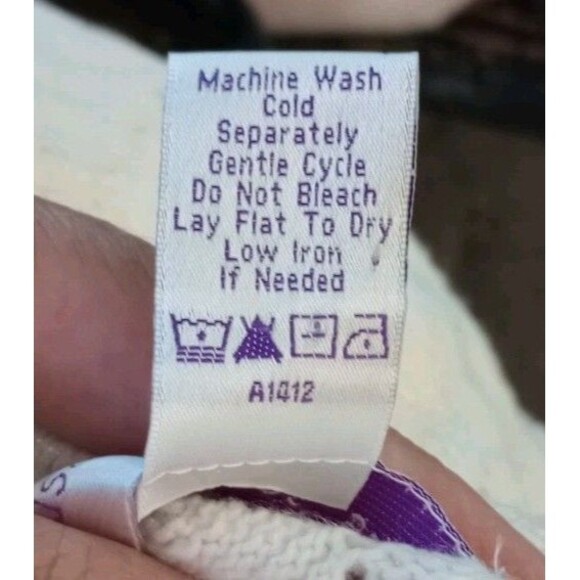 Machine Wash
Cold
Separately
Gentle Cycle
Do Not Bleach
Lay Flat To Dry
Low Iron
If Needed
A1412